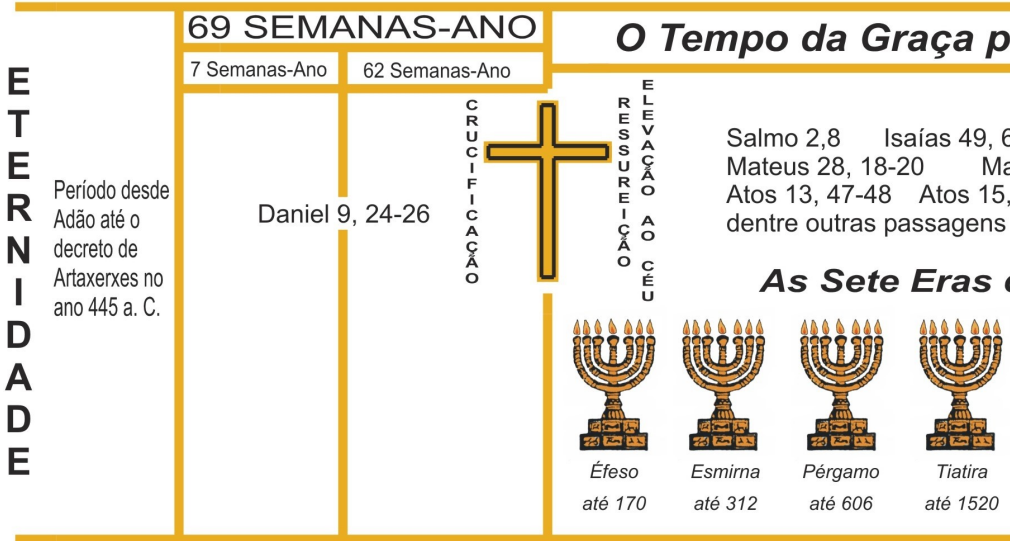 ETERNIDADE
Período desde
Adão até o
decreto de
Artaxerxes no
ano 445 a. C.
69 SEMANAS-ANO
7 Semanas-Ano
62 Semanas-Ano
Daniel 9, 24-26
CRUCIFICAÇÃO
RESSUREIÇÃO
ELEVAÇÃO AO CÉU
O Tempo da Graça p
Salmo 2,8 Isaías 49, 6
Mateus 28, 18-20 Ma
Atos 13, 47-48 Atos 15,
dentre outras passagens
As Sete Eras
Éfeso
até 170
Esmirna
até 312
Pérgamo
até 606
Tiatira
até 1520